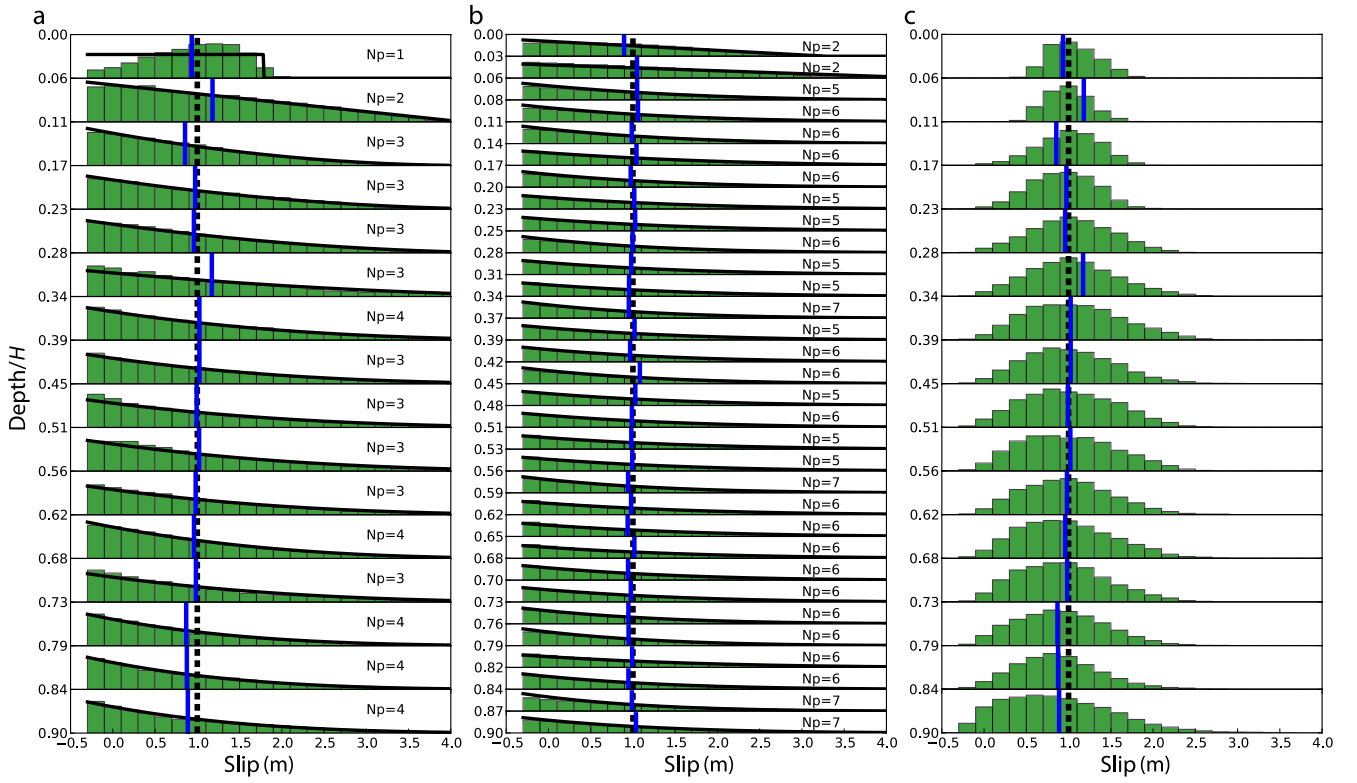 a
b
c
Depth/H
0.00
0.06
0.11
0.17
0.23
0.28
0.34
0.39
0.45
0.51
0.56
0.62
0.68
0.73
0.79
0.84
0.90
Np=1
Np=2
Np=3
Np=3
Np=3
Np=3
Np=4
Np=3
Np=3
Np=3
Np=3
Np=4
Np=3
Np=4
Np=4
Np=4
−0.5 0.0 0.5 1.0 1.5 2.0 2.5 3.0 3.5 4.0
Slip (m)
0.00
0.03
0.06
0.08
0.11
0.14
0.17
0.20
0.23
0.25
0.28
0.31
0.34
0.37
0.39
0.42
0.45
0.48
0.51
0.53
0.56
0.59
0.62
0.65
0.68
0.70
0.73
0.76
0.79
0.82
0.84
0.87
0.90
Np=2
Np=2
Np=5
Np=6
Np=6
Np=6
Np=6
Np=5
Np=5
Np=6
Np=5
Np=5
Np=7
Np=5
Np=6
Np=6
Np=5
Np=6
Np=5
Np=5
Np=7
Np=6
Np=6
Np=6
Np=6
Np=6
Np=6
Np=6
Np=6
Np=6
Np=7
Np=7
−0.5 0.0 0.5 1.0 1.5 2.0 2.5 3.0 3.5 4.0
Slip (m)
0.00
0.06
0.11
0.17
0.23
0.28
0.34
0.39
0.45
0.51
0.56
0.62
0.68
0.73
0.79
0.84
0.90
−0.5 0.0 0.5 1.0 1.5 2.0 2.5 3.0 3.5 4.0
Slip (m)